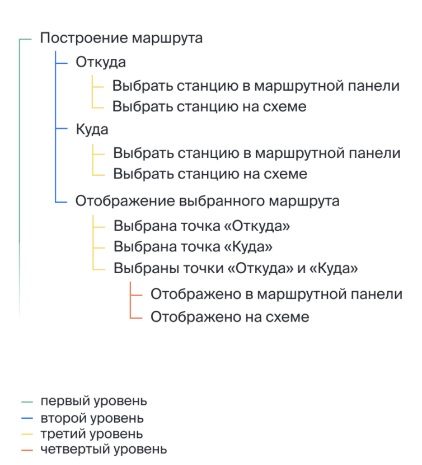 Построение маршрута
Откуда
Выбрать станцию в маршрутной панели
Выбрать станцию на схеме
Куда
Выбрать станцию в маршрутной панели
Выбрать станцию на схеме
Отображение выбранного маршрута
Выбрана точка «Откуда»
Выбрана точка «Куда»
Выбраны точки «Откуда» и «Куда»
Отображено в маршрутной панели
Отображено на схеме
первый уровень
второй уровень
третий уровень
четвертый уровень